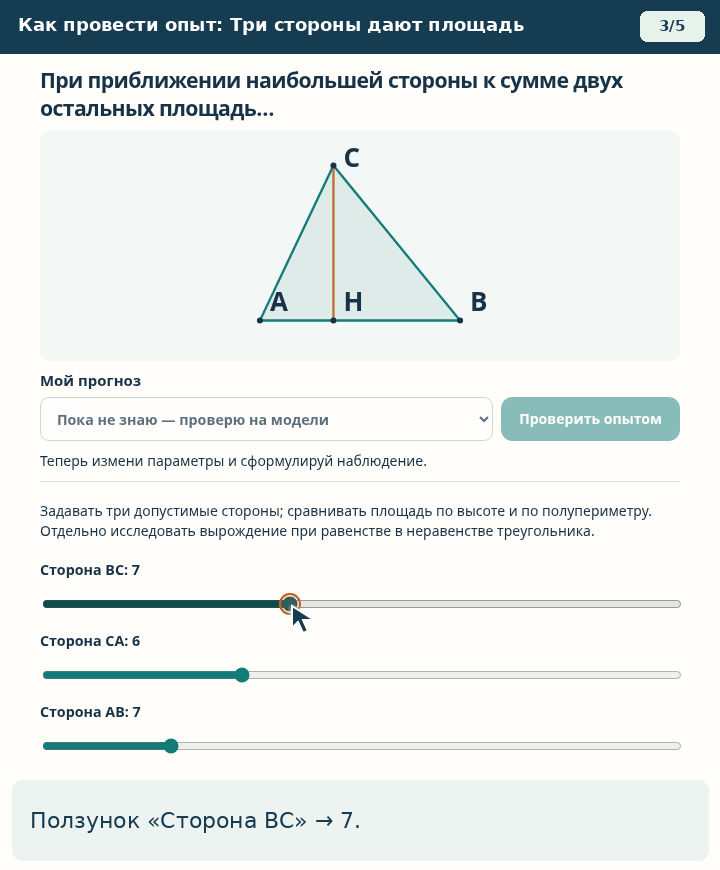 Как провести опыт: Три стороны дают площадь
3/5
При приближении наибольшей стороны к сумме двух
остальных площадь...
C
A
H
B
Мой прогноз
Пока не знаю — проверю на модели
Проверить опытом
Теперь измени параметры и сформулируй наблюдение.
Задавать три допустимые стороны; сравнивать площадь по высоте и по полупериметру.
Отдельно исследовать вырождение при равенстве в неравенстве треугольника.
Сторона BC: 7
Сторона CA: 6
Сторона AB: 7
Ползунок «Сторона BC» → 7.